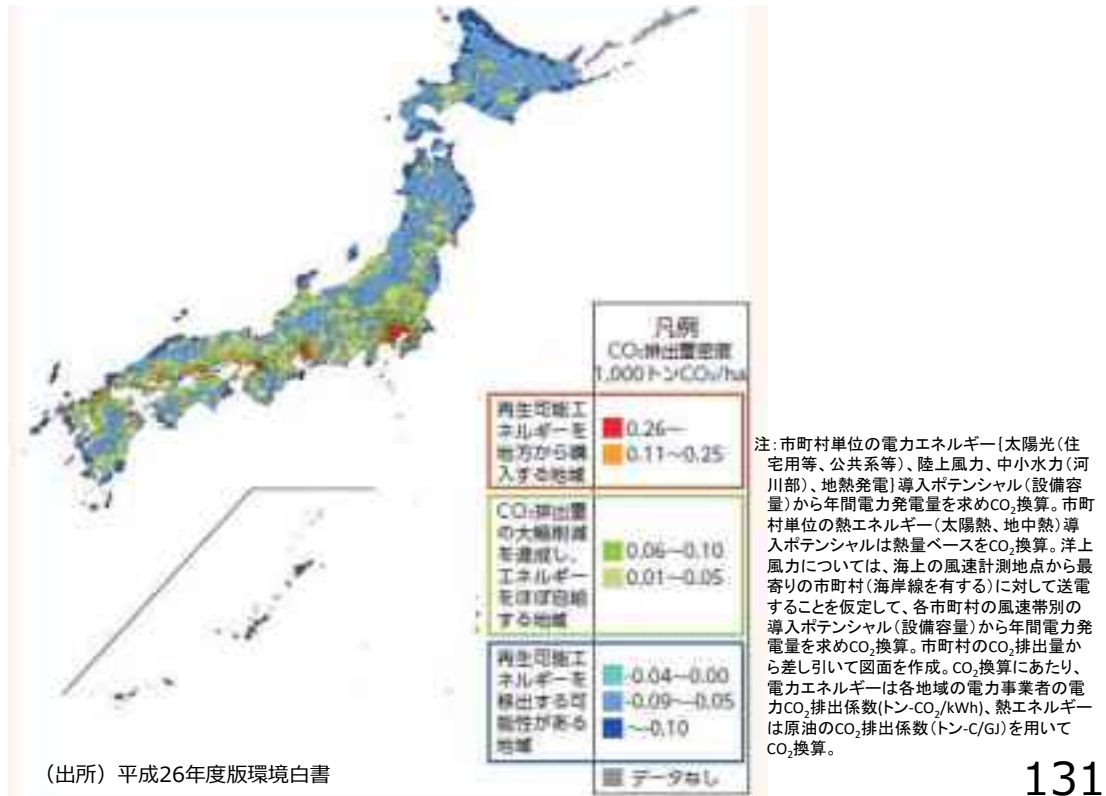 凡例
CO₂排出量密度
1,000トンCO₂/ha
再生可能エ
ネルギーを
地方から購
入する地域
0.26〜
0.11〜0.25
CO₂排出量
の大幅削減
を達成し、
エネルギー
をほぼ自給
する地域
0.06〜0.10
0.01〜0.05
再生可能エ
ネルギーを
移出する可
能性がある
地域
-0.04〜0.00
-0.09〜-0.05
〜-0.10
データなし
注：市町村単位の電力エネルギー{太陽光（住
宅用等、公共系等）、陸上風力、中小水力（河
川部）、地熱発電}導入ポテンシャル（設備容
量）から年間電力発電量を求めCO₂換算。市町
村単位の熱エネルギー（太陽熱、地中熱）導
入ポテンシャルは熱量ベースをCO₂換算。洋上
風力については、海上の風速計測地点から最
寄りの市町村（海岸線を有する）に対して送電
することを仮定して、各市町村の風速帯別の
導入ポテンシャル（設備容量）から年間電力発
電量を求めCO₂換算。市町村のCO₂排出量か
ら差し引いて図面を作成。CO₂換算にあたり、
電力エネルギーは各地域の電力事業者の電
力CO₂排出係数(トン-CO₂/kWh)、熱エネルギー
は原油のCO₂排出係数（トン-C/GJ）を用いて
CO₂換算。
（出所）平成26年度版環境白書
131